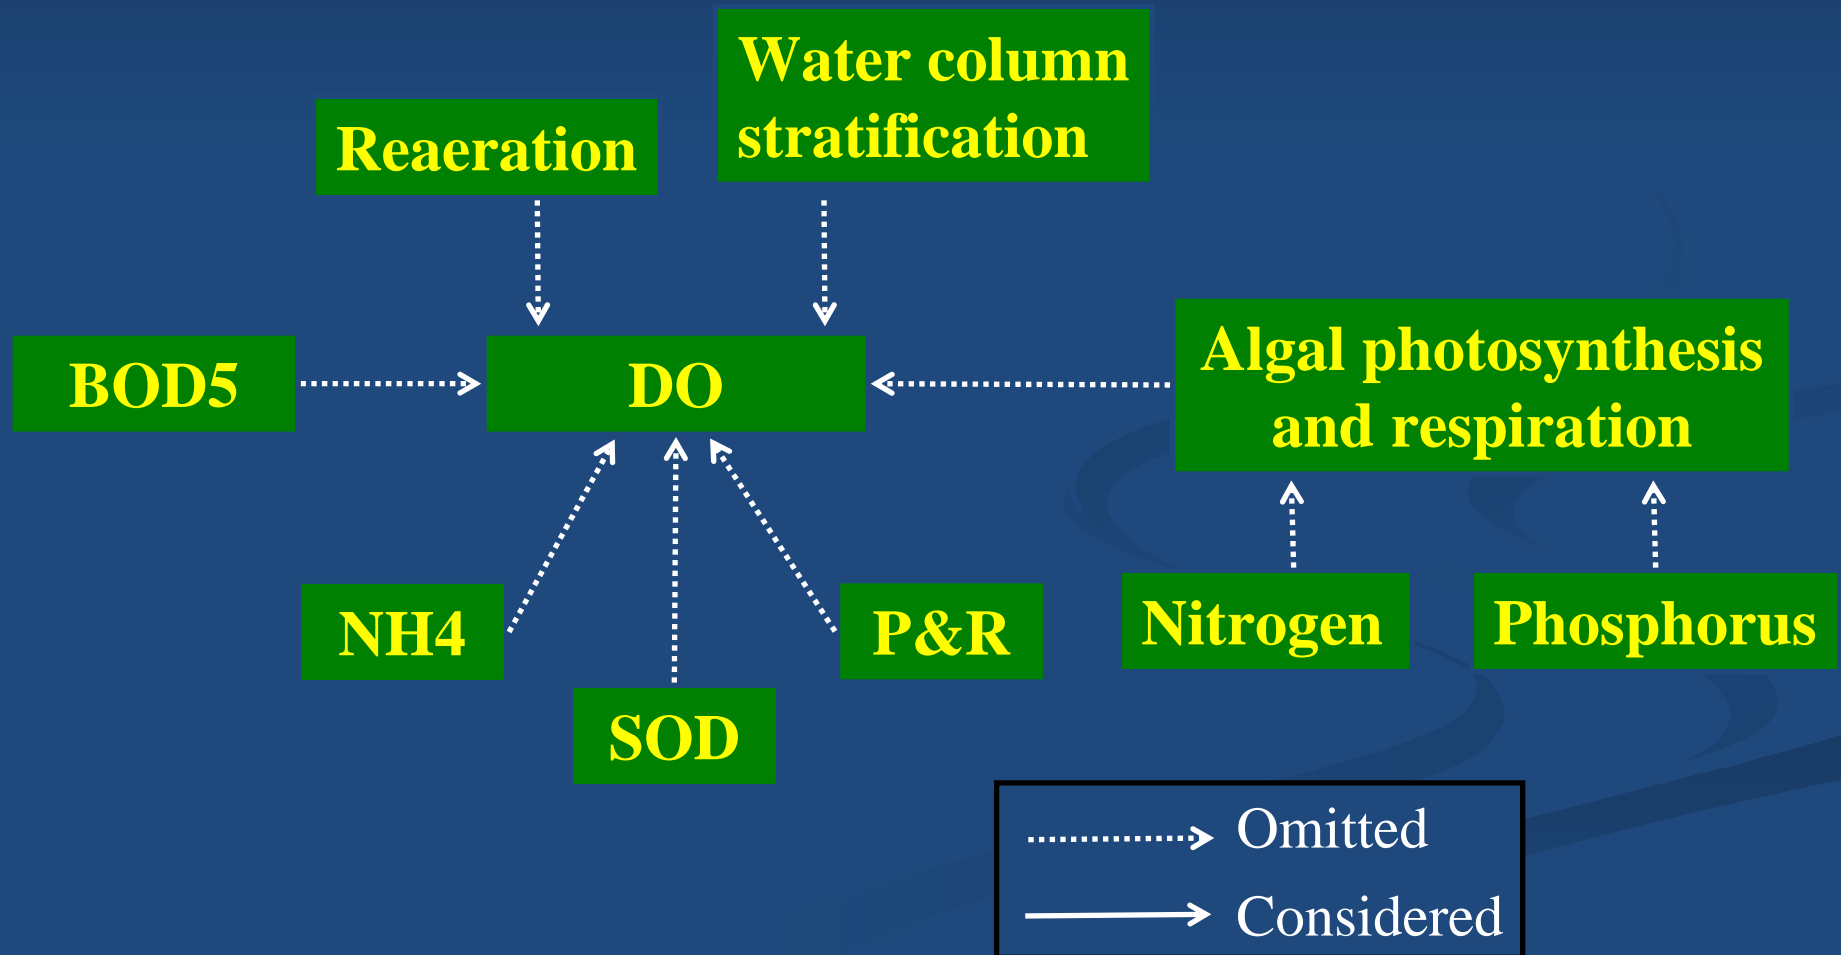 Water column
stratification
Reaeration
BOD5
DO
Algal photosynthesis
and respiration
NH4
SOD
P&R
Nitrogen
Phosphorus
Omitted
Considered